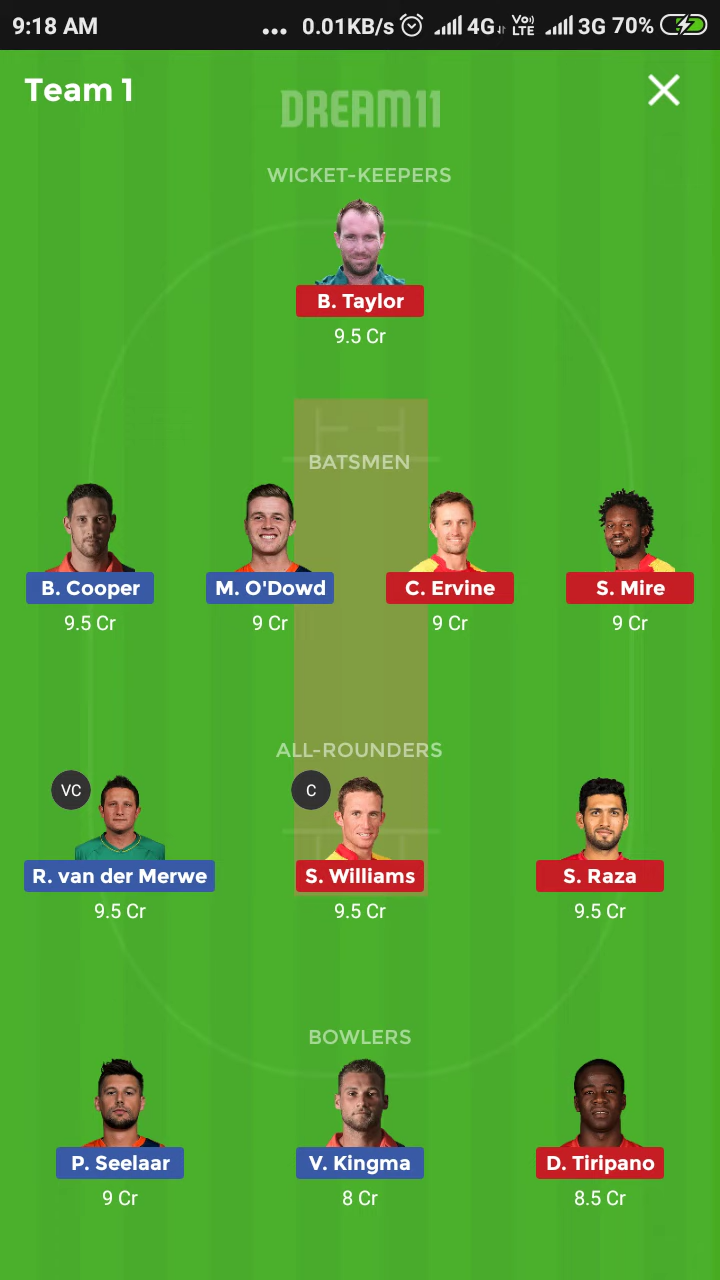 9:18 AM ... 0.01KB/s 4G VoLTE 3G 70%
Team 1
DREAM11
WICKET-KEEPERS
B. Taylor
9.5 Cr
BATSMEN
B. Cooper M. O'Dowd C. Ervine S. Mire
9.5 Cr 9 Cr 9 Cr 9 Cr
ALL-ROUNDERS
VC C
R. van der Merwe S. Williams S. Raza
9.5 Cr 9.5 Cr 9.5 Cr
BOWLERS
P. Seelaar V. Kingma D. Tiripano
9 Cr 8 Cr 8.5 Cr